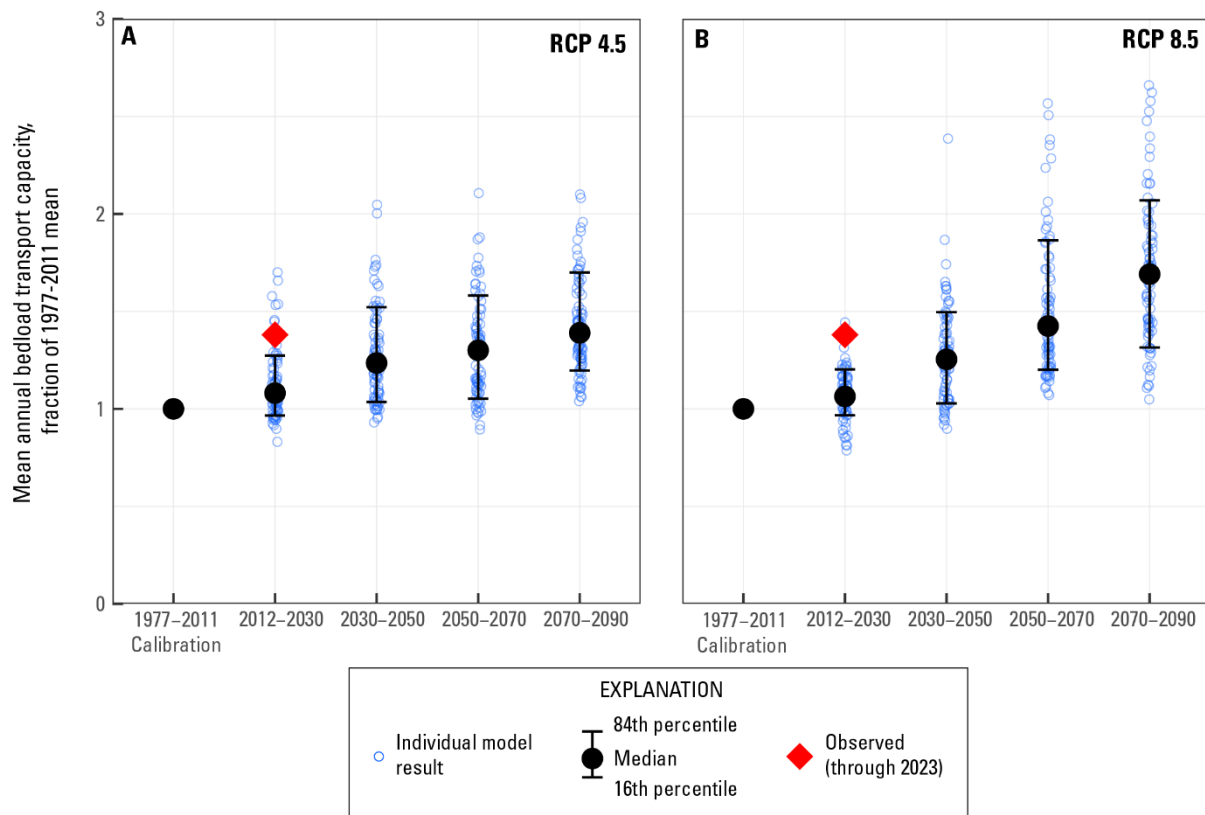 Mean annual bedload transport capacity,
fraction of 1977-2011 mean
3
2
1
0
A
RCP 4.5
B
RCP 8.5
1977–2011
Calibration
2012–2030
2030–2050
2050–2070
2070–2090
1977–2011
Calibration
2012–2030
2030–2050
2050–2070
2070–2090
EXPLANATION
Individual model
result
84th percentile
Median
16th percentile
Observed
(through 2023)